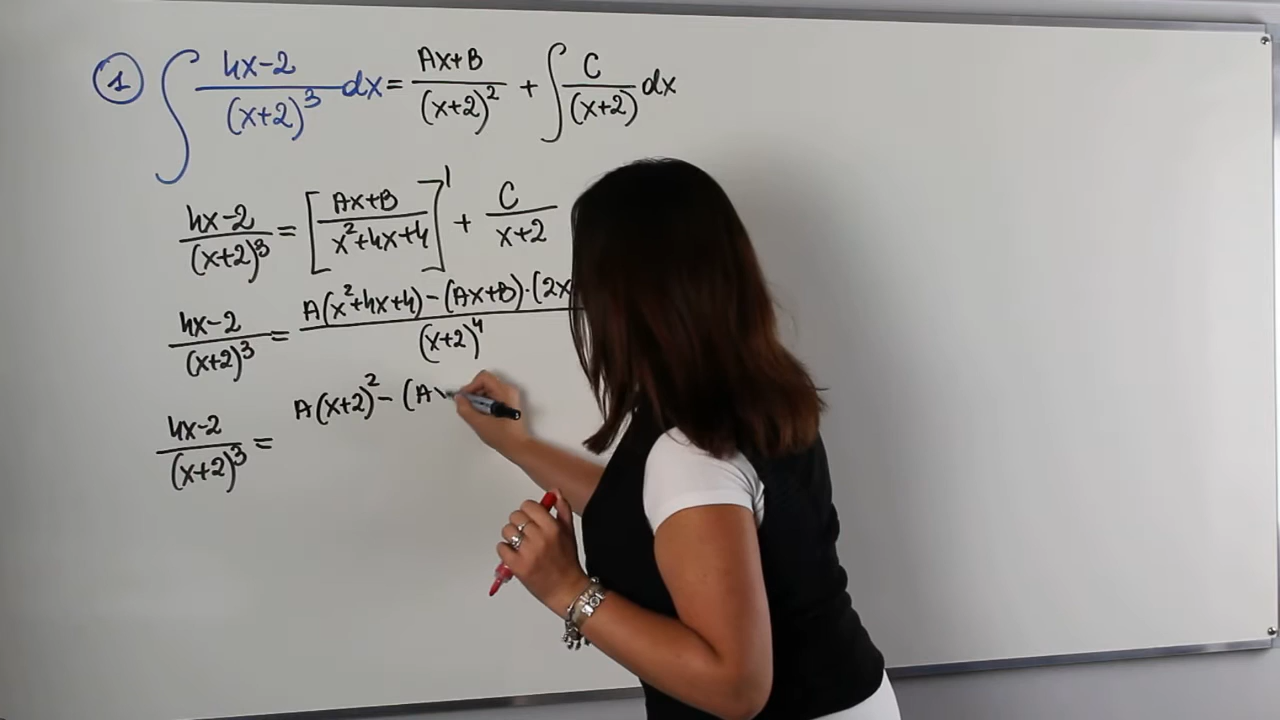 ① ∫ (4x-2)/(x+2)³ dx = (Ax+B)/(x+2)² + ∫ C/(x+2) dx
(4x-2)/(x+2)³ = [(Ax+B)/(x²+4x+4)]' + C/(x+2)
(4x-2)/(x+2)³ = (A(x²+4x+4)-(Ax+B)·(2x)/(x+2)⁴
(4x-2)/(x+2)³ = A(x+2)² - (A